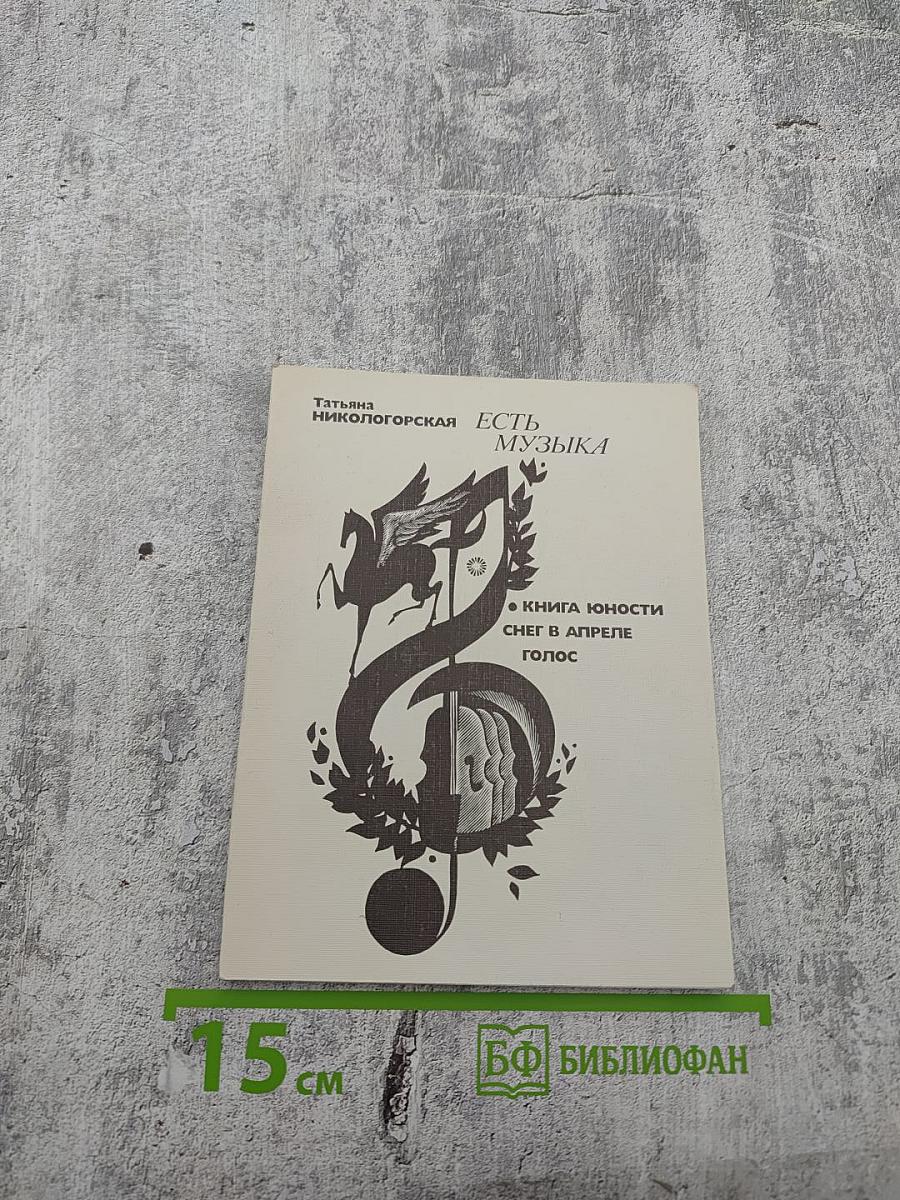 Татьяна
НИКОЛОГОРСКАЯ
ЕСТЬ
МУЗЫКА
• КНИГА ЮНОСТИ
СНЕГ В АПРЕЛЕ
ГОЛОС
15 СМ
БФ БИБЛИОФАН